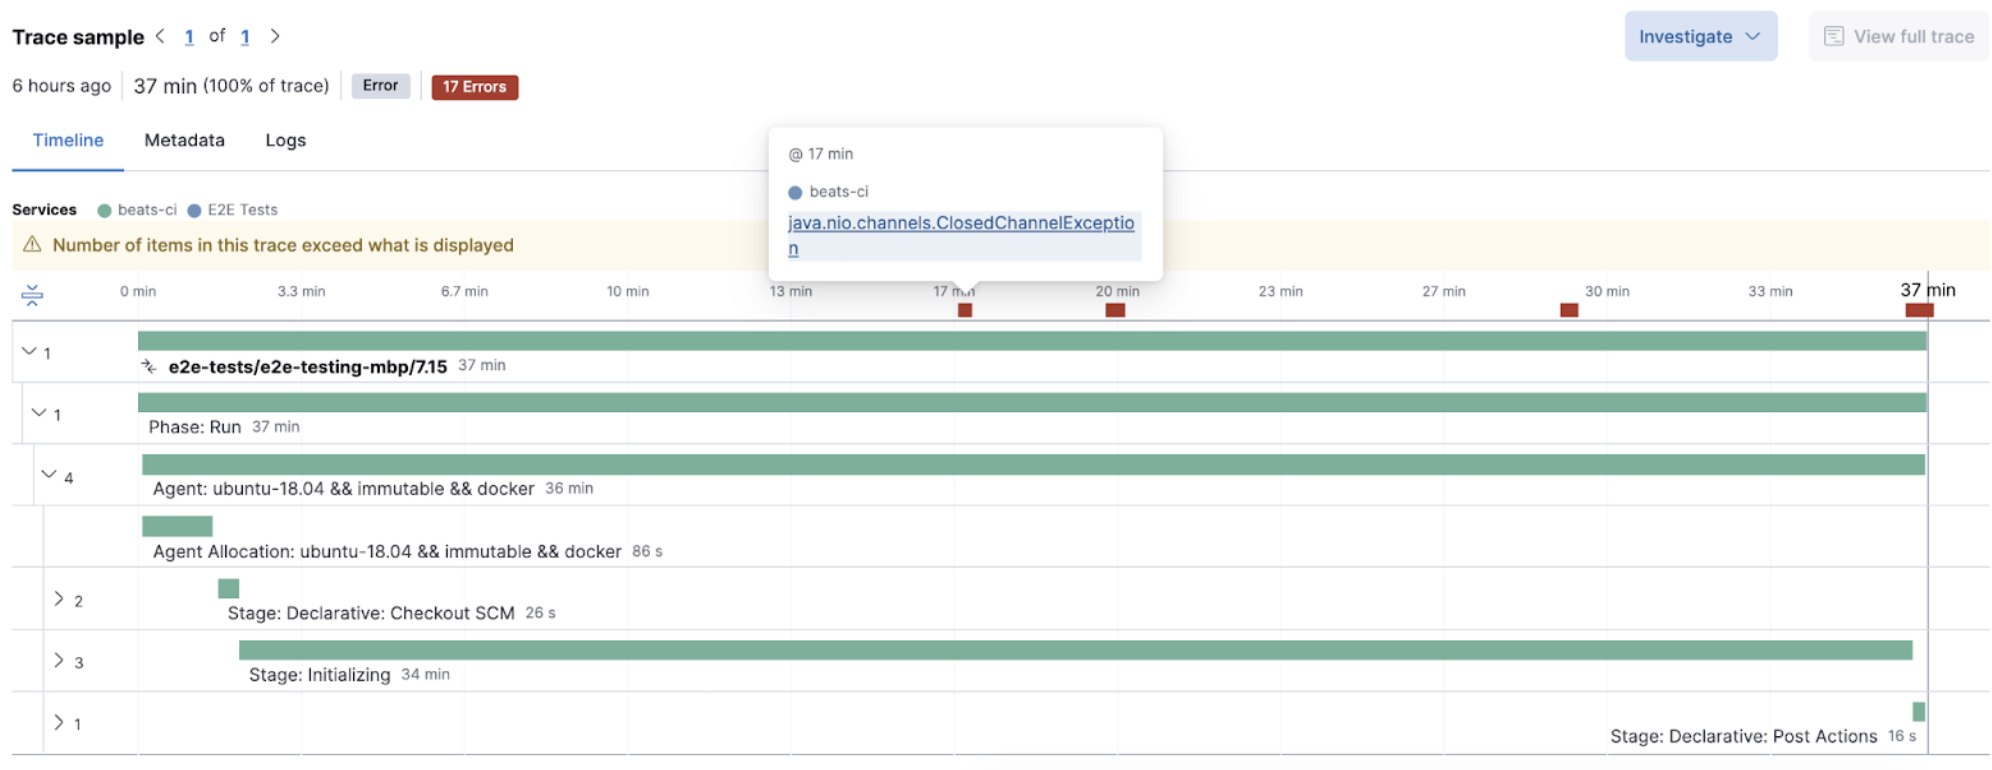 Trace sample 1 of 1
Investigate
View full trace
6 hours ago 37 min (100% of trace) Error 17 Errors
Timeline Metadata Logs
@ 17 min
beats-ci
java.nio.channels.ClosedChannelExceptio
n
Services beats-ci E2E Tests
Number of items in this trace exceed what is displayed
0 min 3.3 min 6.7 min 10 min 13 min 17 min 20 min 23 min 27 min 30 min 33 min 37 min
1
e2e-tests/e2e-testing-mbp/7.15 37 min
1
Phase: Run 37 min
4
Agent: ubuntu-18.04 && immutable && docker 36 min
Agent Allocation: ubuntu-18.04 && immutable && docker 86 s
2
Stage: Declarative: Checkout SCM 26 s
3
Stage: Initializing 34 min
1
Stage: Declarative: Post Actions 16 s